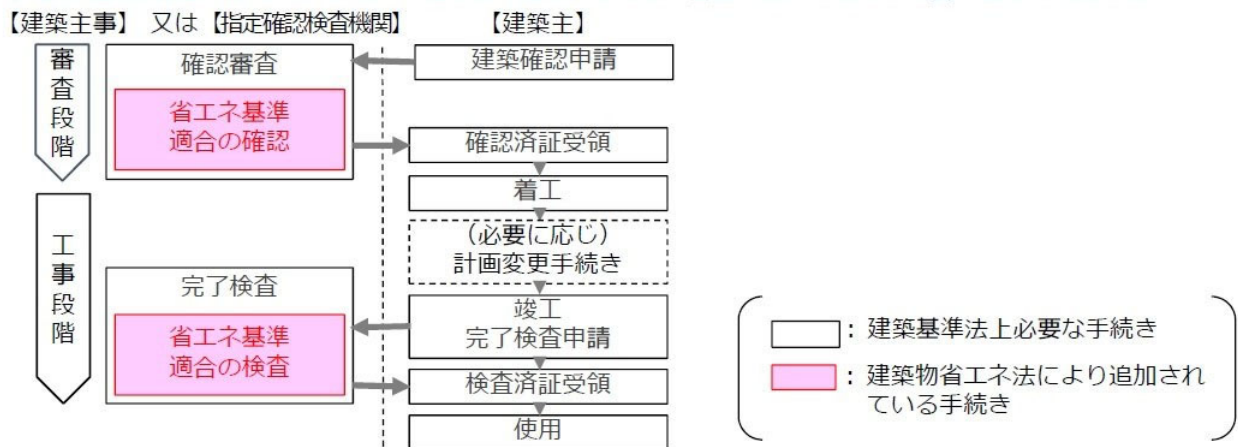 【建築主事】 又は【指定確認検査機関】
【建築主】
審査段階
確認審査
建築確認申請
省エネ基準
適合の確認
確認済証受領
着工
（必要に応じ）
計画変更手続き
工事段階
完了検査
竣工
完了検査申請
省エネ基準
適合の検査
検査済証受領
使用
：建築基準法上必要な手続き
：建築物省エネ法により追加され
ている手続き